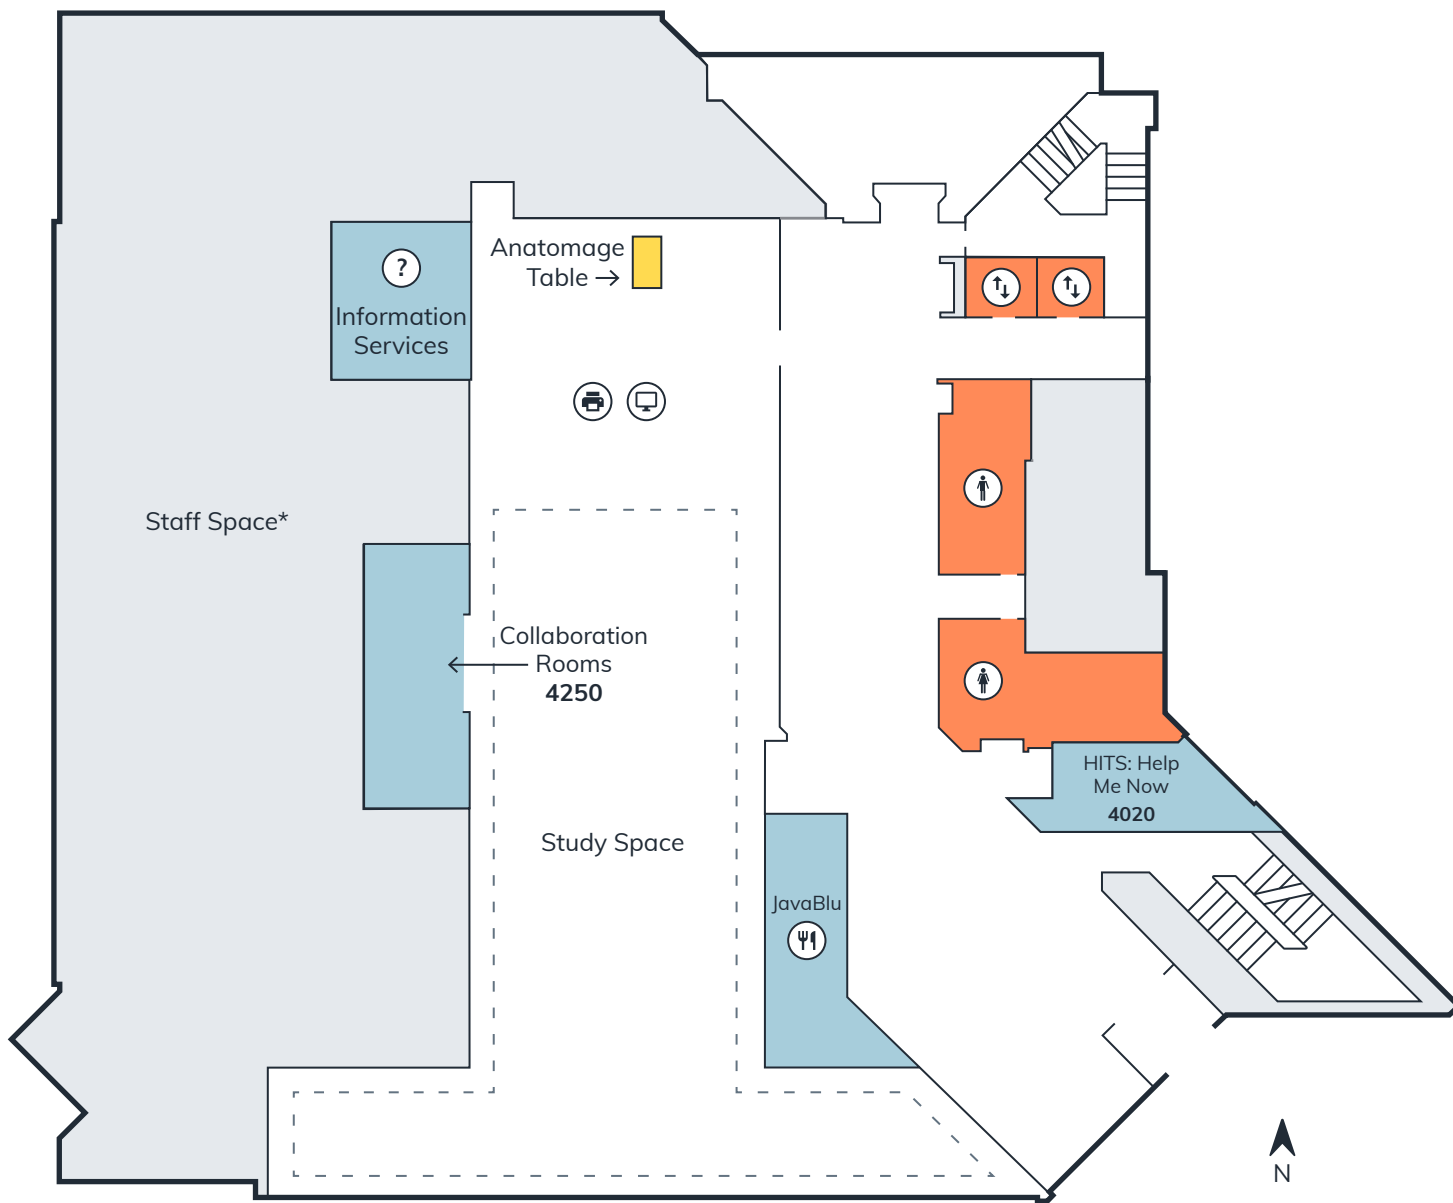 Anatomage
Table
?
Information
Services
Staff Space*
Collaboration
Rooms
4250
HITS: Help
Me Now
4020
Study Space
JavaBlu
N